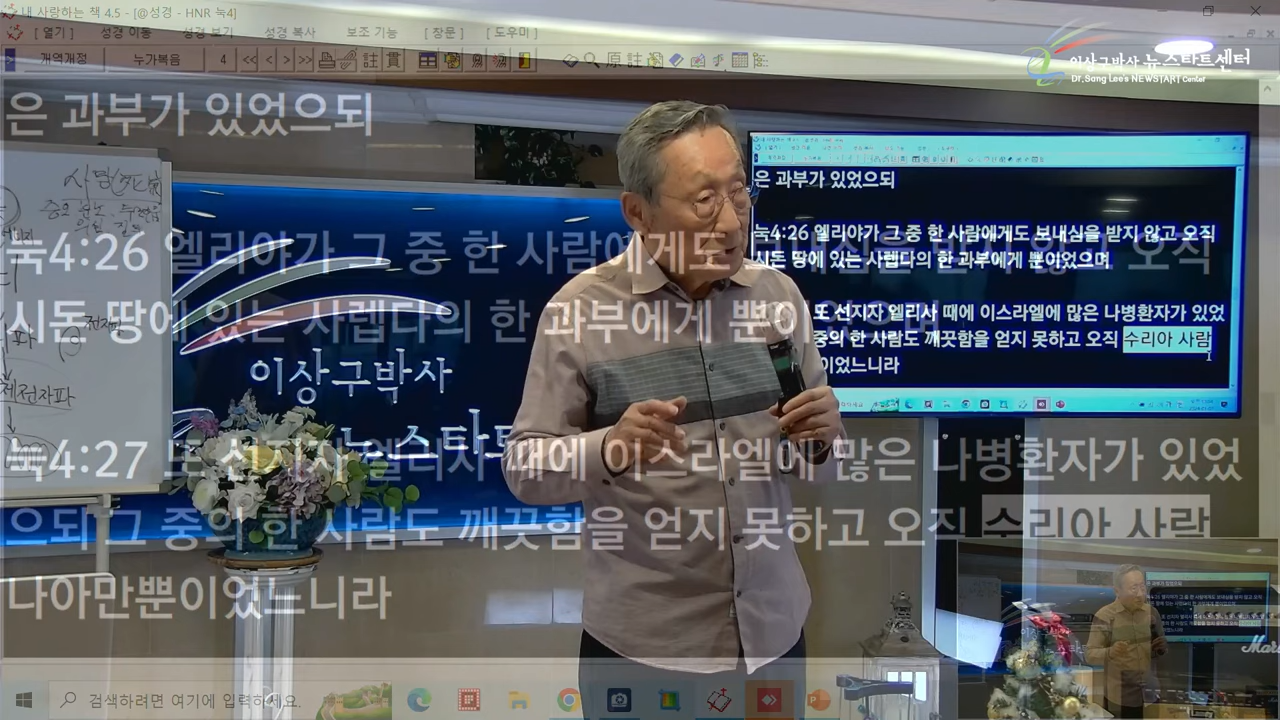 내 사랑하는 책 4.5 - [@성경 - HNR 눅4]
[ 열기 ] 성경 이동 성경 보기 성경 복사 보조 기능 [ 창문 ] [ 도우미 ]
개역개정 누가복음 4 << < > >>
이상구박사 뉴스타트센터
Dr.Sang Lee's NEWSTART Center
은 과부가 있었으되
눅4:26 엘리야가 그 중 한 사람에게도 보내심을 받지 않고 오직
시돈 땅에 있는 사렙다의 한 과부에게 뿐이었으며
눅4:27 또 선지자 엘리사 때에 이스라엘에 많은 나병환자가 있었
으되 그 중의 한 사람도 깨끗함을 얻지 못하고 오직 수리아 사람
나아만뿐이었느니라
은 과부가 있었으되
눅4:26 엘리야가 그 중 한 사람에게도 보내심을 받지 않고 오직
시돈 땅에 있는 사렙다의 한 과부에게 뿐이었으며
또 선지자 엘리사 때에 이스라엘에 많은 나병환자가 있었
중의 한 사람도 깨끗함을 얻지 못하고 오직 수리아 사람
이었느니라
이상구박사
뉴스타트
검색하려면 여기에 입력하세요.